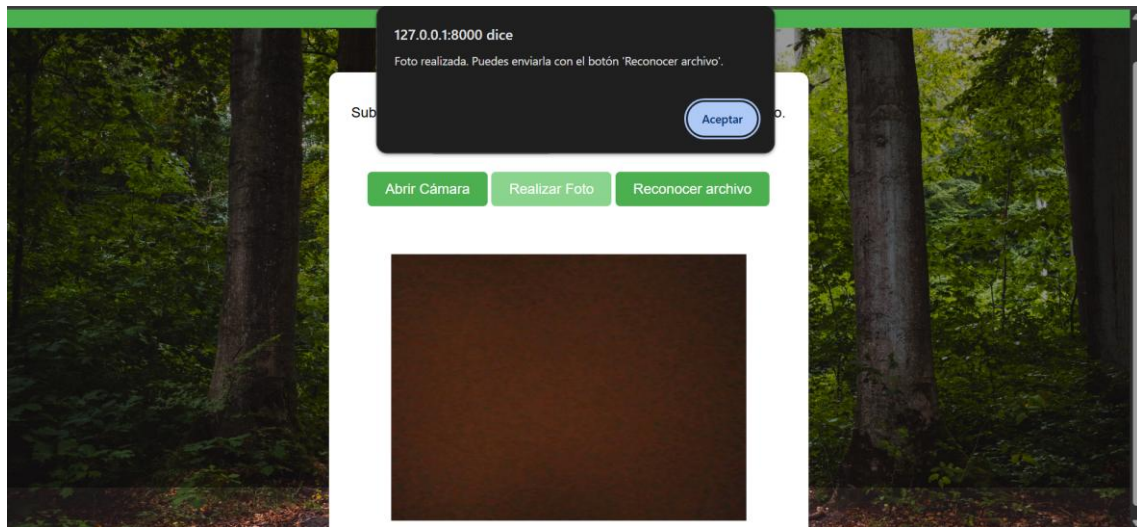 127.0.0.1:8000 dice
Foto realizada. Puedes enviarla con el botón 'Reconocer archivo'.
Aceptar
Abrir Cámara Realizar Foto Reconocer archivo